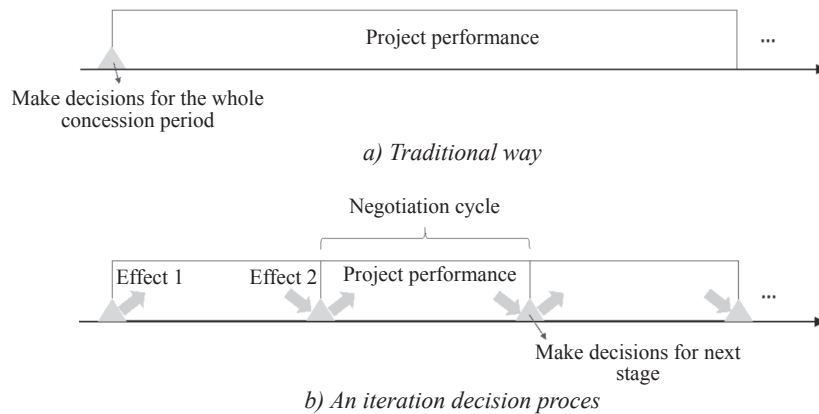 Project performance
...
Make decisions for the whole
concession period
a) Traditional way
Negotiation cycle
Effect 1
Effect 2
Project performance
...
Make decisions for next
stage
b) An iteration decision proces